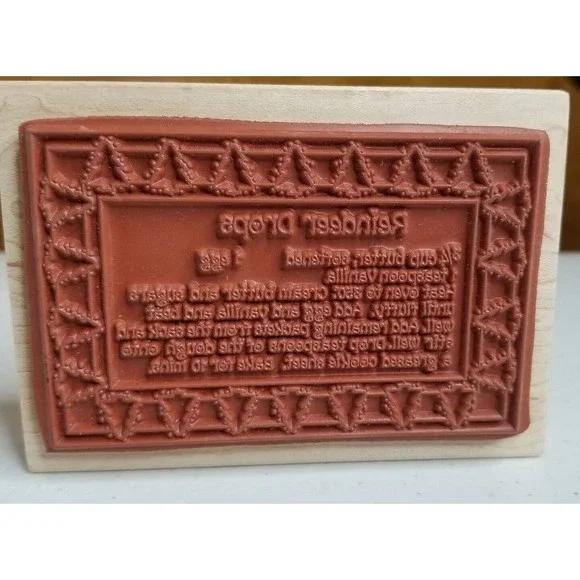 Reindeer Drops
3/4 cup butter, softened 1 egg
1 teaspoon vanilla
Heat oven to 350. Cream butter and sugars
until fluffy. Add egg and vanilla and beat
well. Add remaining packets from the sack and
stir well. Drop teaspoons of the dough onto
a greased cookie sheet. Bake for 10 mins.